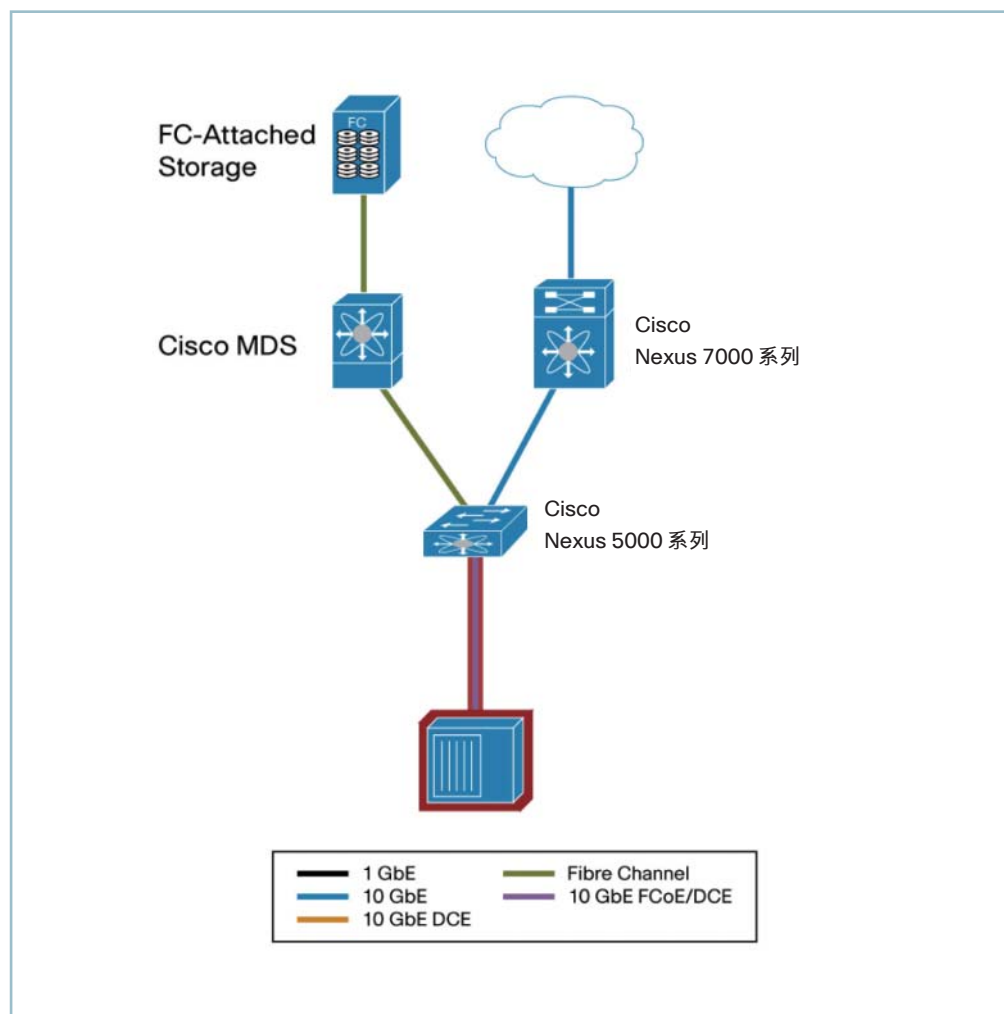 FC
FC-Attached
Storage
Cisco MDS
Cisco
Nexus 7000 系列
Cisco
Nexus 5000 系列
1 GbE
10 GbE
10 GbE DCE
Fibre Channel
10 GbE FCoE/DCE